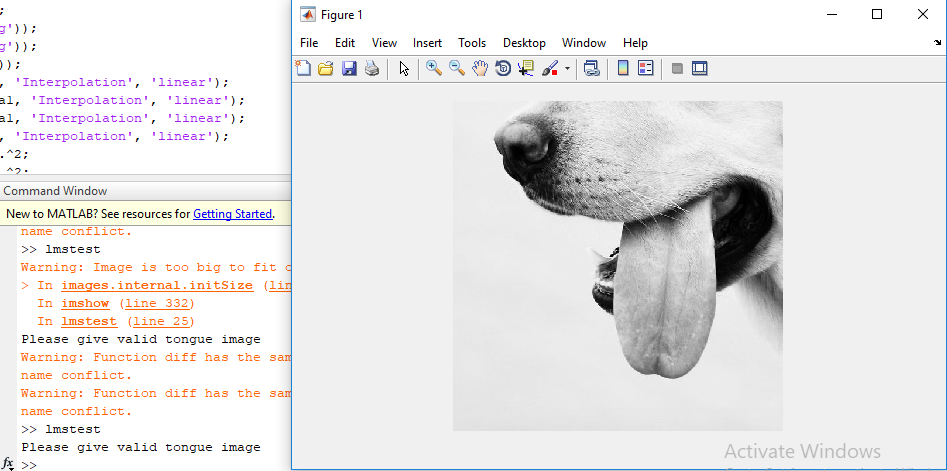 ;
g'));
g'));
));
, 'Interpolation', 'linear');
al, 'Interpolation', 'linear');
al, 'Interpolation', 'linear');
, 'Interpolation', 'linear');
.^2;
.^2;
Command Window
New to MATLAB? See resources for Getting Started.
name conflict.
>> lmstest
Warning: Image is too big to fit
> In images.internal.initSize (lin
In imshow (line 332)
In lmstest (line 25)
Please give valid tongue image
Warning: Function diff has the sam
name conflict.
Warning: Function diff has the sam
name conflict.
>> lmstest
Please give valid tongue image
fx >>
Figure 1
File Edit View Insert Tools Desktop Window Help
Activate Windows